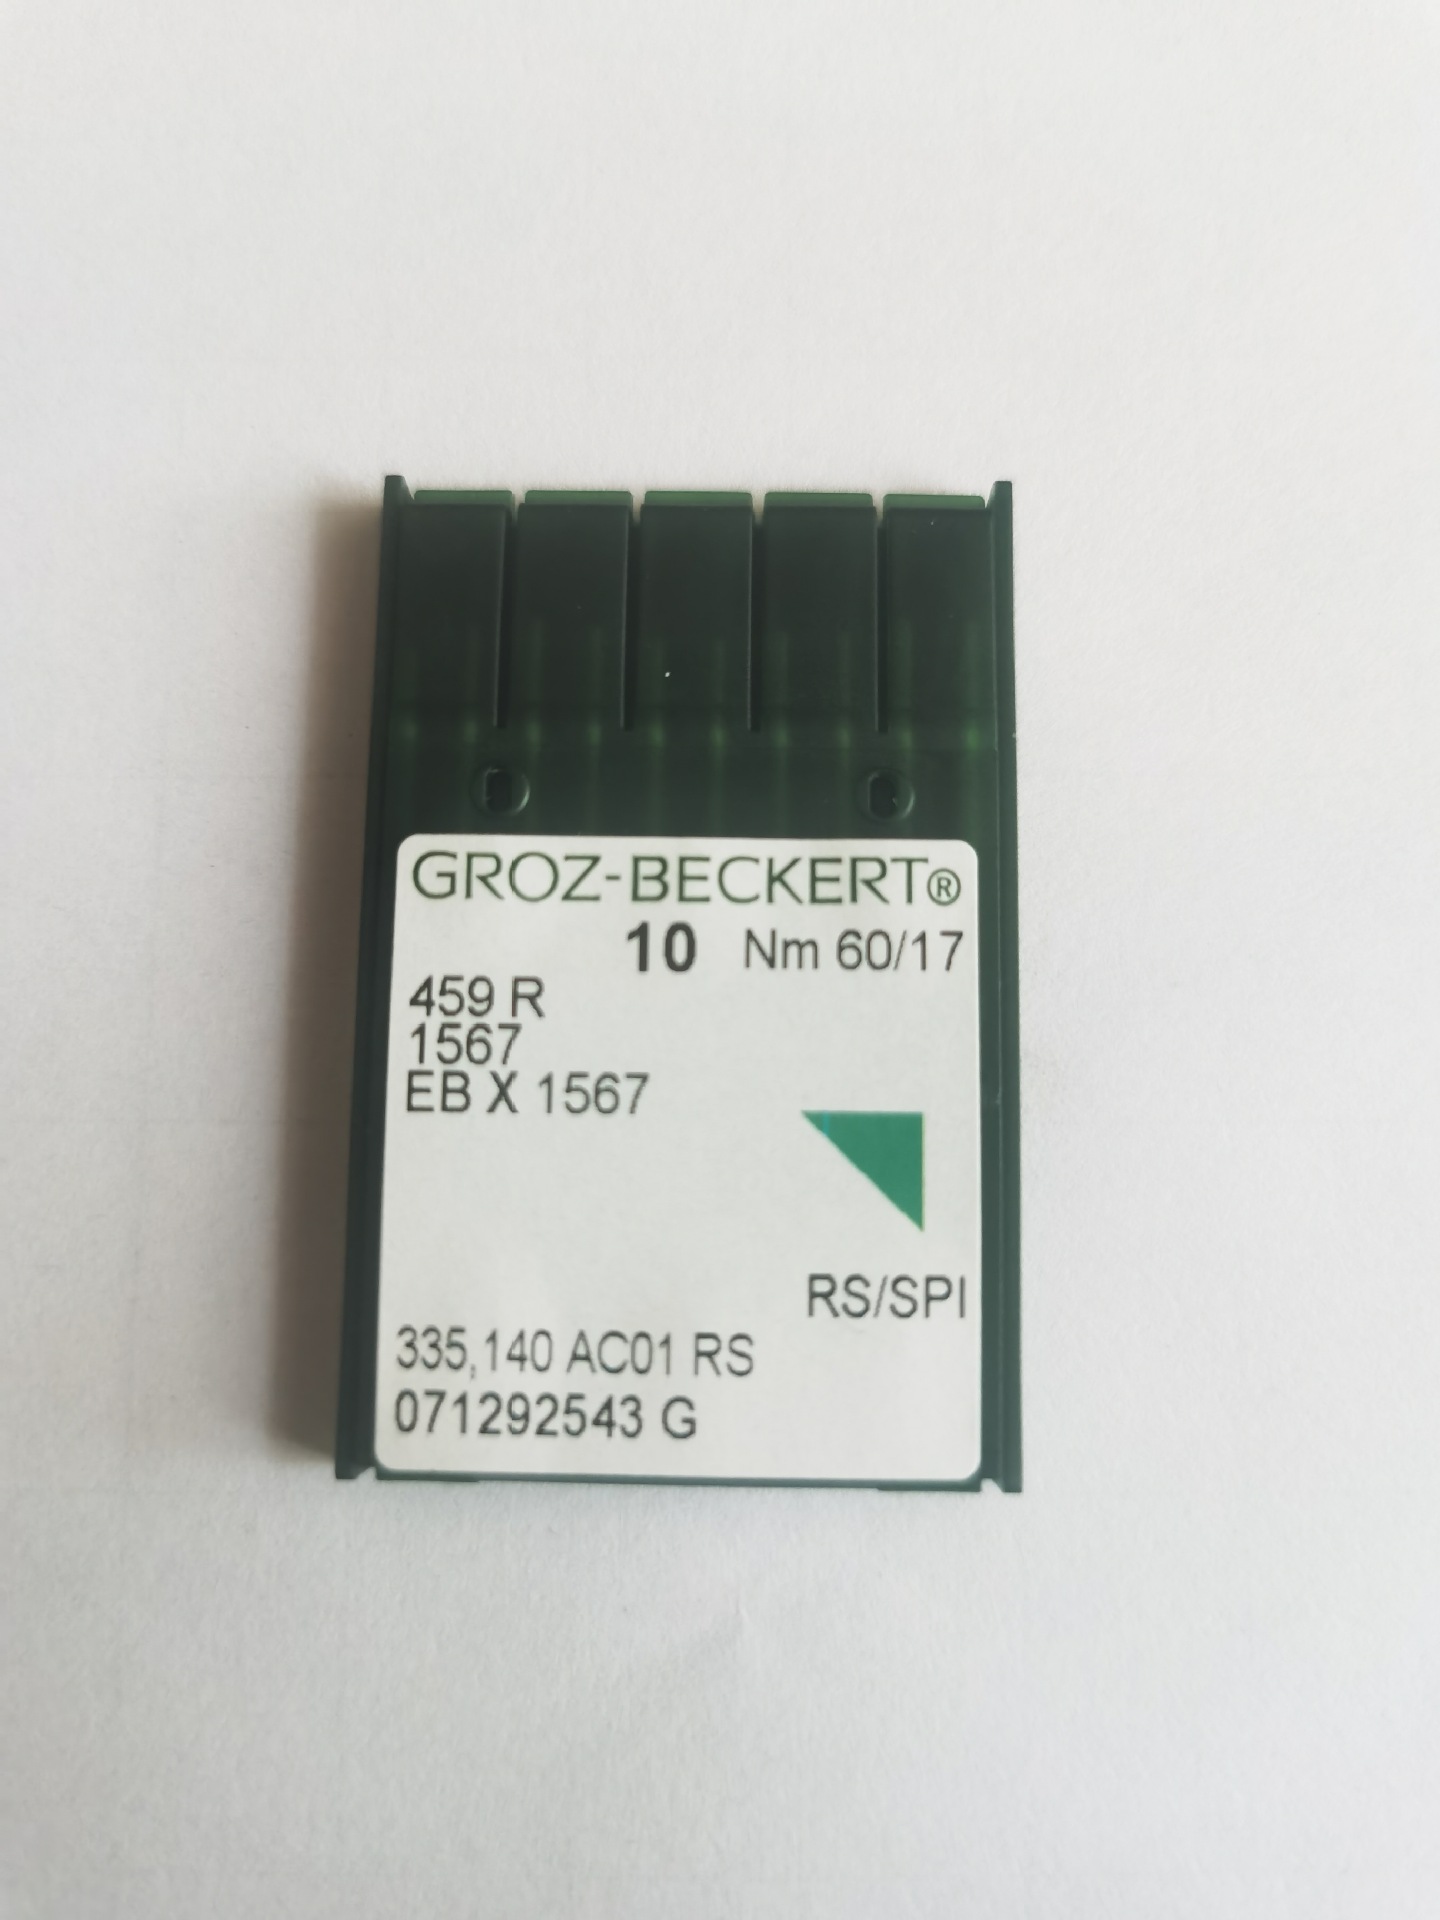 GROZ-BECKERT®
10 Nm 60/17
459 R
1567
EB X 1567
RS/SPI
335,140 AC01 RS
071292543 G